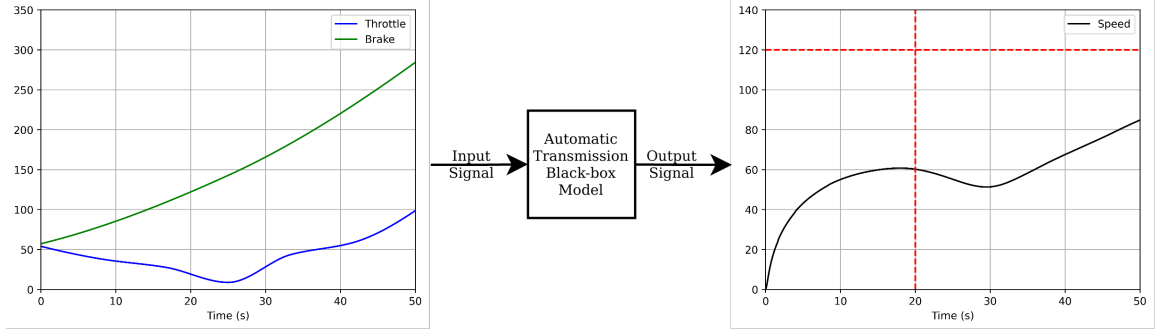 350
300
250
200
150
100
50
0
0 10 20 30 40 50
Time (s)
Throttle
Brake
Input
Signal
Automatic
Transmission
Black-box
Model
Output
Signal
140
120
100
80
60
40
20
0
0 10 20 30 40 50
Time (s)
Speed